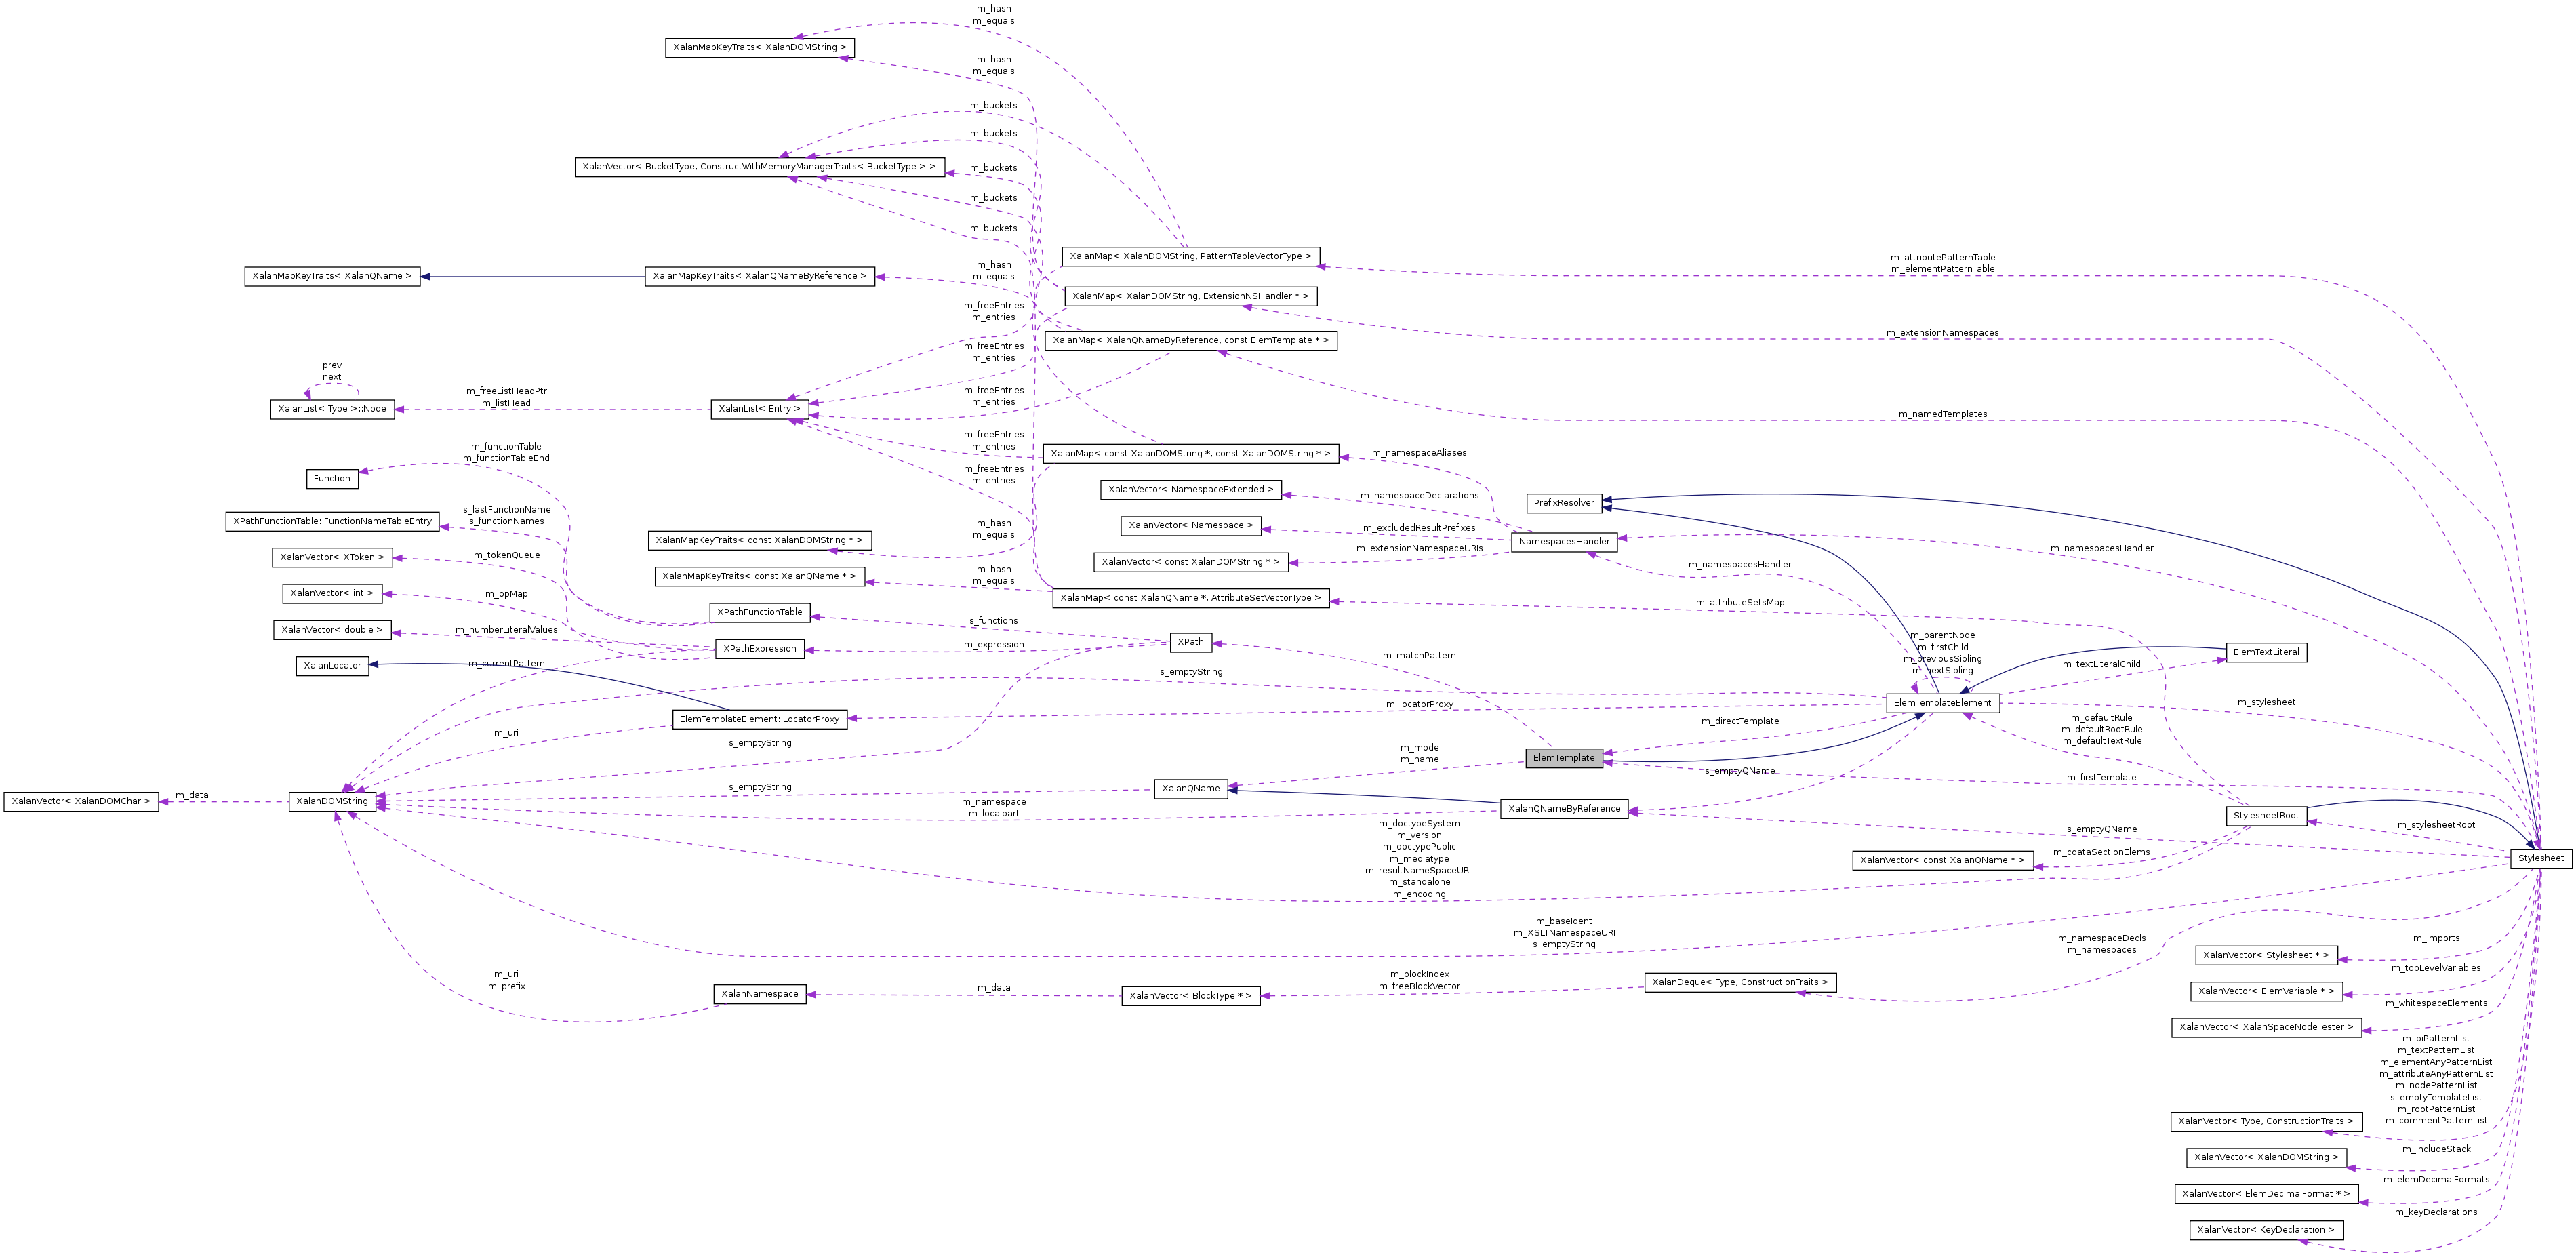 m_hash
m_equals
XalanMapKeyTraits< XalanDOMString >
m_hash
m_equals
m_buckets
m_buckets
XalanVector< BucketType, ConstructWithMemoryManagerTraits< BucketType > >
m_buckets
m_buckets
m_buckets
XalanMap< XalanDOMString, PatternTableVectorType >
m_attributePatternTable
m_elementPatternTable
XalanMapKeyTraits< XalanQName >
XalanMapKeyTraits< XalanQNameByReference >
m_hash
m_equals
XalanMap< XalanDOMString, ExtensionNSHandler * >
m_freeEntries
m_entries
m_extensionNamespaces
XalanMap< XalanQNameByReference, const ElemTemplate * >
m_freeEntries
m_entries
prev
next
m_freeListHeadPtr
m_listHead
XalanList< Type >::Node
XalanList< Entry >
m_freeEntries
m_entries
m_namedTemplates
m_freeEntries
m_entries
m_functionTable
m_functionTableEnd
XalanMap< const XalanDOMString *, const XalanDOMString * >
m_namespaceAliases
Function
m_freeEntries
m_entries
XalanVector< NamespaceExtended >
m_namespaceDeclarations
PrefixResolver
s_lastFunctionName
s_functionNames
XPathFunctionTable::FunctionNameTableEntry
XalanVector< Namespace >
m_excludedResultPrefixes
m_hash
m_equals
XalanMapKeyTraits< const XalanDOMString * >
NamespacesHandler
m_namespacesHandler
m_extensionNamespaceURIs
XalanVector< XToken >
m_tokenQueue
XalanVector< const XalanDOMString * >
m_namespacesHandler
m_hash
m_equals
XalanMapKeyTraits< const XalanQName * >
XalanVector< int >
m_opMap
XalanMap< const XalanQName *, AttributeSetVectorType >
m_attributeSetsMap
XPathFunctionTable
s_functions
XalanVector< double >
m_numberLiteralValues
XPath
m_parentNode
m_firstChild
m_previousSibling
m_nextSibling
XPathExpression
m_expression
m_matchPattern
ElemTextLiteral
m_textLiteralChild
XalanLocator
m_currentPattern
s_emptyString
ElemTemplateElement
m_stylesheet
m_locatorProxy
ElemTemplateElement::LocatorProxy
m_directTemplate
m_defaultRule
m_defaultRootRule
m_defaultTextRule
m_uri
s_emptyString
m_mode
m_name
ElemTemplate
s_emptyQName
m_firstTemplate
s_emptyString
XalanQName
m_data
XalanVector< XalanDOMChar >
XalanDOMString
m_namespace
m_localpart
XalanQNameByReference
StylesheetRoot
m_stylesheetRoot
s_emptyQName
m_doctypeSystem
m_version
m_doctypePublic
m_mediatype
m_resultNameSpaceURL
m_standalone
m_encoding
XalanVector< const XalanQName * >
m_cdataSectionElems
Stylesheet
m_baseIdent
m_XSLTNamespaceURI
s_emptyString
m_namespaceDecls
m_namespaces
m_imports
XalanVector< Stylesheet * >
m_uri
m_prefix
XalanNamespace
m_data
XalanVector< BlockType * >
m_blockIndex
m_freeBlockVector
XalanDeque< Type, ConstructionTraits >
m_topLevelVariables
XalanVector< ElemVariable * >
m_whitespaceElements
XalanVector< XalanSpaceNodeTester >
m_piPatternList
m_textPatternList
m_elementAnyPatternList
m_attributeAnyPatternList
m_nodePatternList
s_emptyTemplateList
m_rootPatternList
m_commentPatternList
XalanVector< Type, ConstructionTraits >
m_includeStack
XalanVector< XalanDOMString >
m_elemDecimalFormats
XalanVector< ElemDecimalFormat * >
m_keyDeclarations
XalanVector< KeyDeclaration >